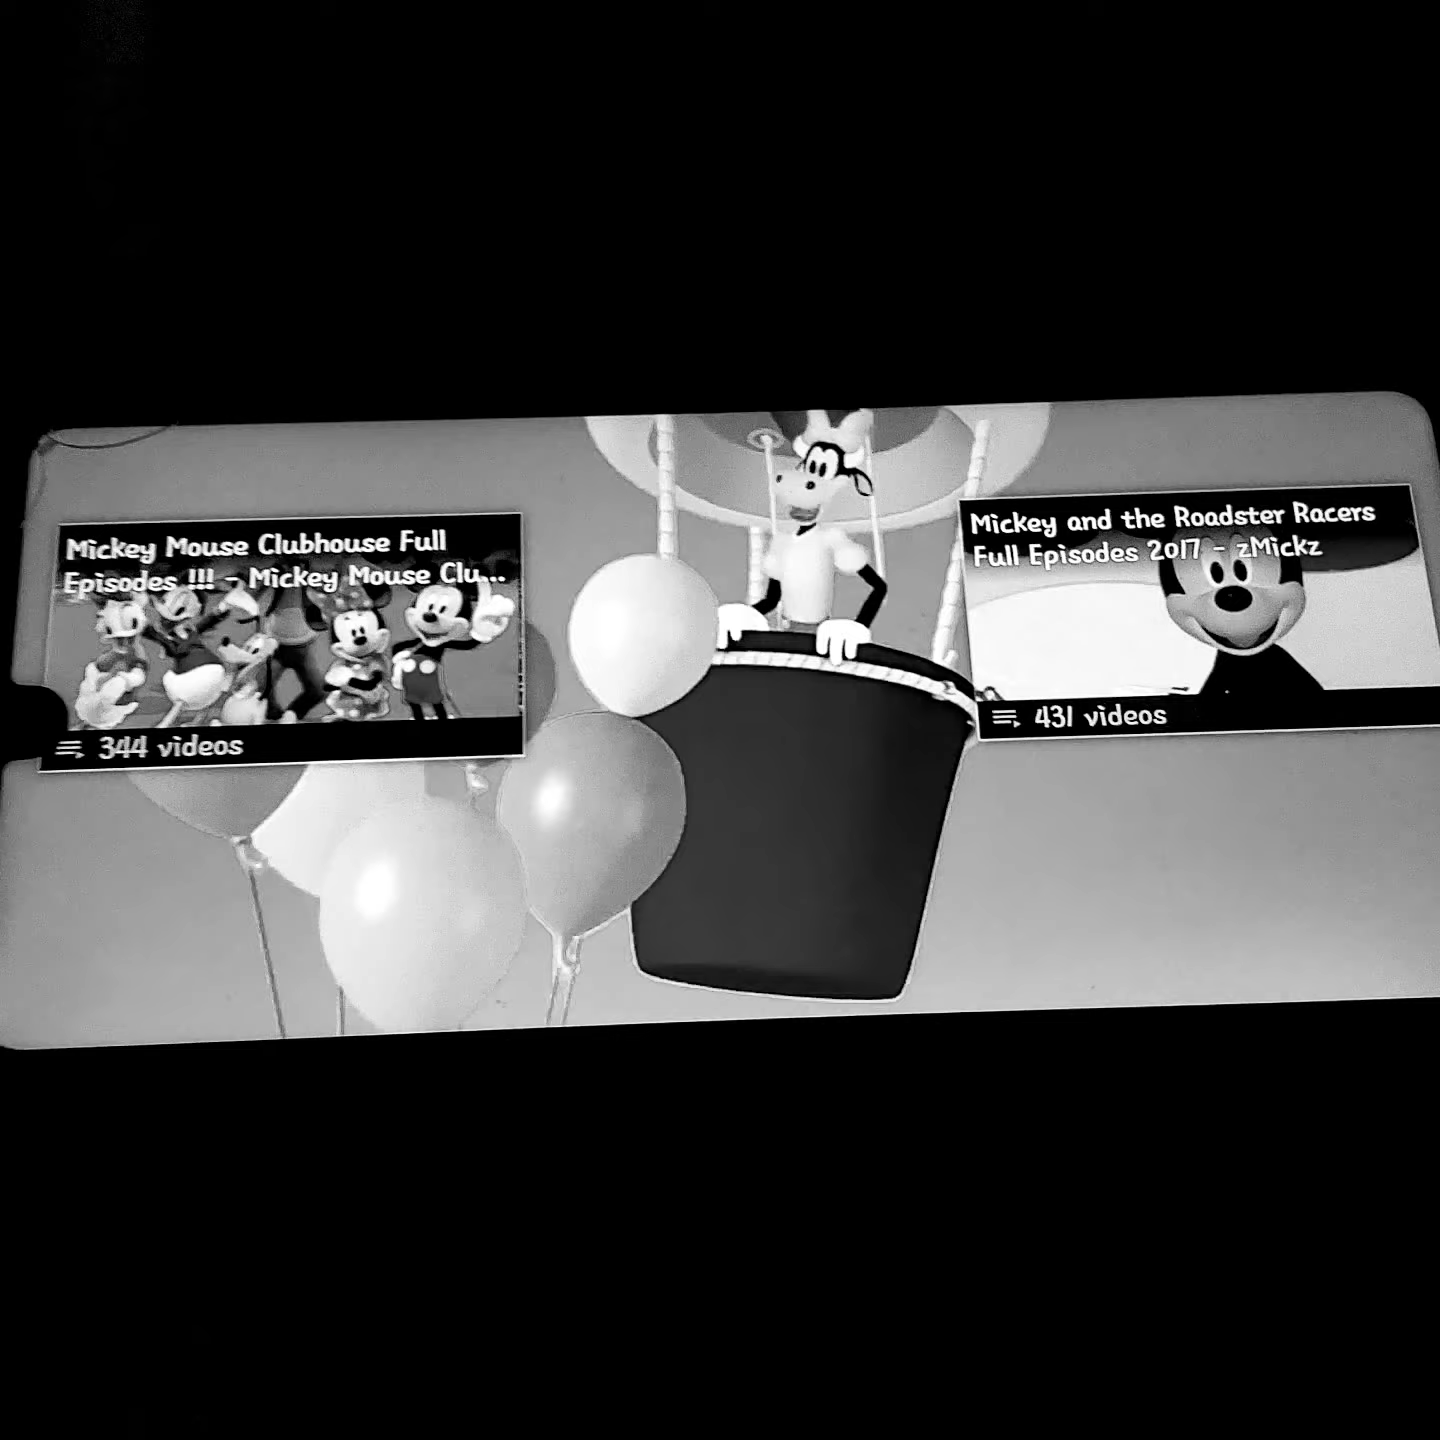 Mickey Mouse Clubhouse Full
Episodes !!! - Mickey Mouse Clu...
344 videos
Mickey and the Roadster Racers
Full Episodes 2017 - zMickz
431 videos